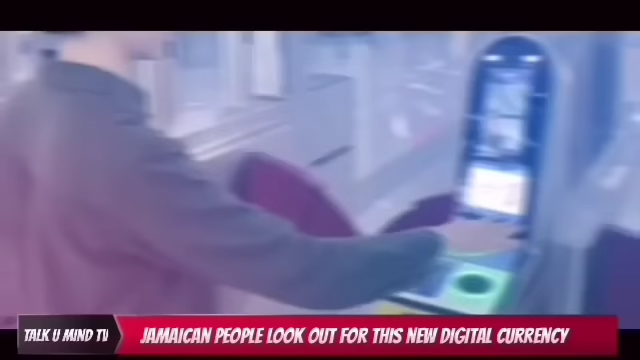 TALK U MIND TV
JAMAICAN PEOPLE LOOK OUT FOR THIS NEW DIGITAL CURRENCY